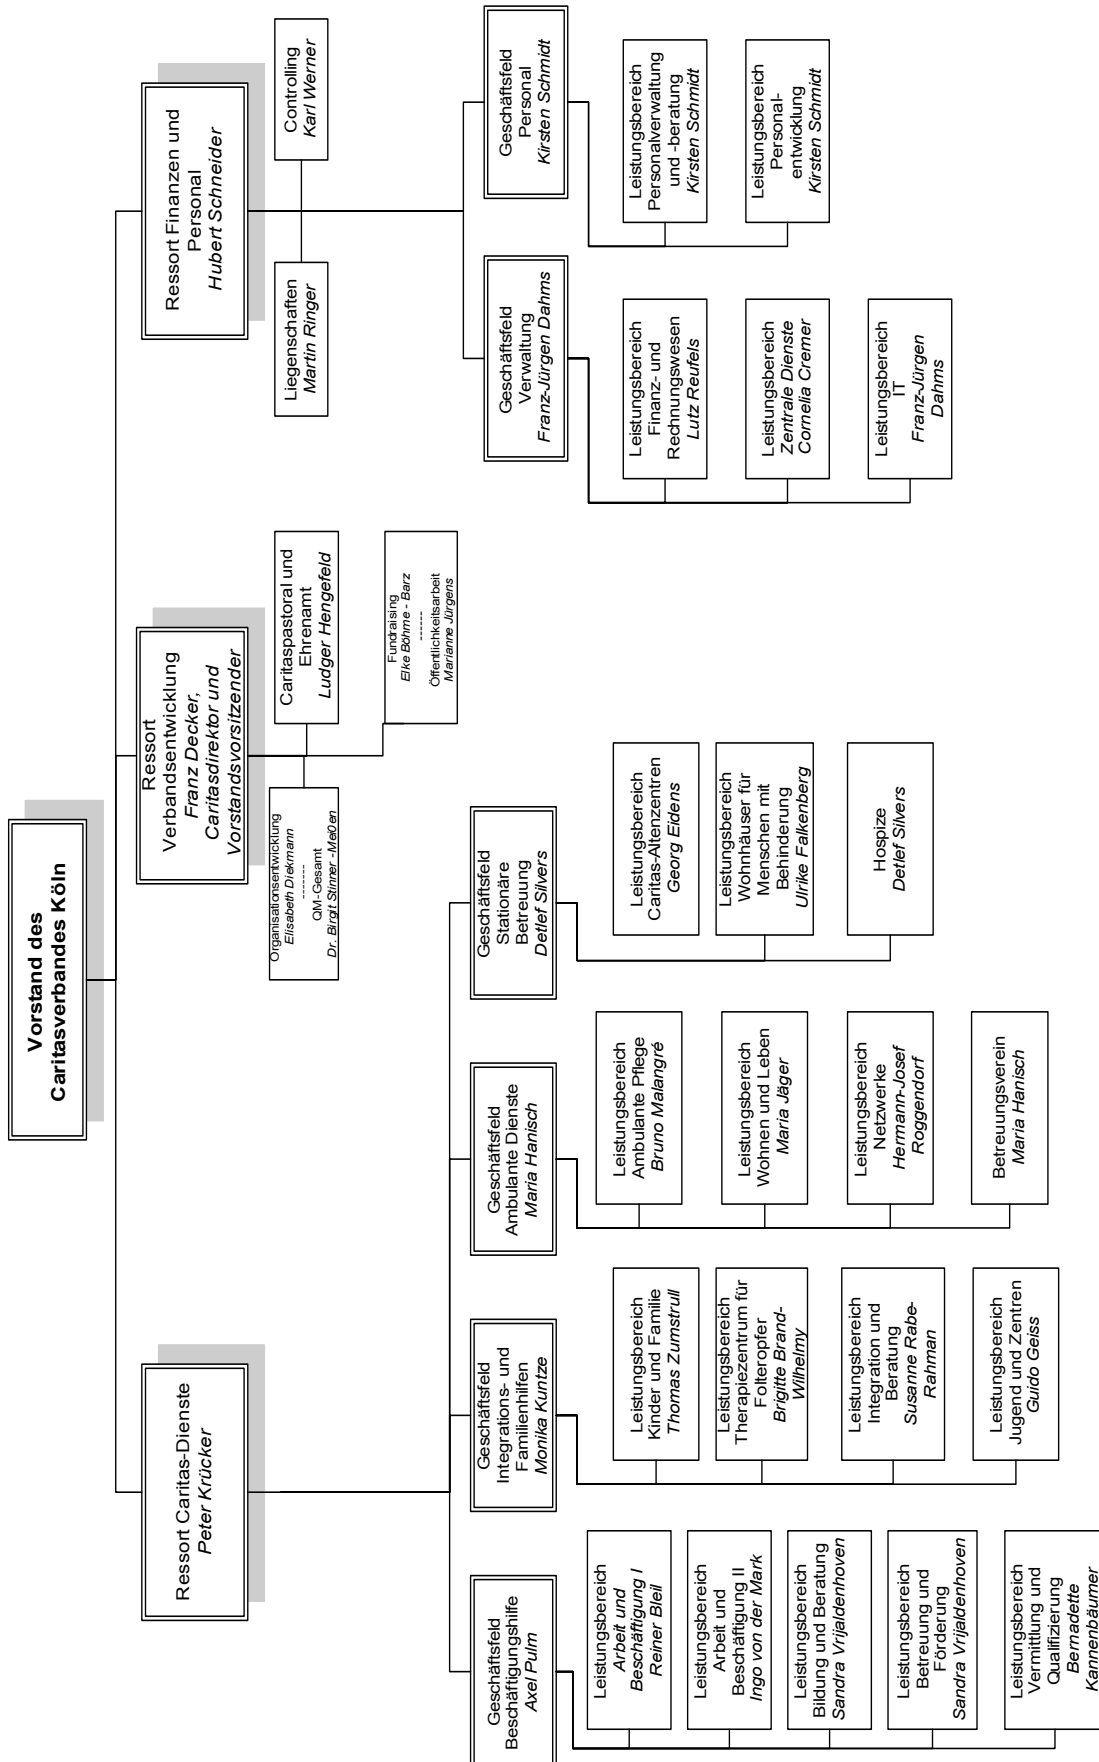 Vorstand des
Caritasverbandes Köln
Ressort Caritas-Dienste
Peter Krücker
Ressort
Verbandsentwicklung
Franz Decker,
Caritasdirektor und
Vorstandsvorsitzender
Ressort Finanzen und
Personal
Hubert Schneider
Organisationsentwicklung
Elisabeth Diekmann
-------
QM-Gesamt
Dr. Birgit Stinner-Meißen
Caritaspastoral und
Ehrenamt
Ludger Hengefeld
Fundraising
Elke Böhme - Barz
------
Öffentlichkeitsarbeit
Marianne Jürgens
Liegenschaften
Martin Ringer
Controlling
Karl Werner
Geschäftsfeld
Beschäftigungshilfe
Axel Pulm
Leistungsbereich
Arbeit und
Beschäftigung I
Reiner Bleil
Leistungsbereich
Arbeit und
Beschäftigung II
Ingo von der Mark
Leistungsbereich
Bildung und Beratung
Sandra Vrijaldenhoven
Leistungsbereich
Betreuung und
Förderung
Sandra Vrijaldenhoven
Leistungsbereich
Vermittlung und
Qualifizierung
Bernadette
Kannenbäumer
Geschäftsfeld
Integrations- und
Familienhilfen
Monika Kuntze
Leistungsbereich
Kinder und Familie
Thomas Zumstrull
Leistungsbereich
Therapiezentrum für
Folteropfer
Brigitte Brand-
Wilhelmy
Leistungsbereich
Integration und
Beratung
Susanne Rabe-
Rahman
Leistungsbereich
Jugend und Zentren
Guido Geiss
Geschäftsfeld
Ambulante Dienste
Maria Hanisch
Leistungsbereich
Ambulante Pflege
Bruno Malangré
Leistungsbereich
Wohnen und Leben
Maria Jäger
Leistungsbereich
Netzwerke
Hermann-Josef
Roggendorf
Betreuungsverein
Maria Hanisch
Geschäftsfeld
Stationäre
Betreuung
Detlef Silvers
Leistungsbereich
Caritas-Altenzentren
Georg Eidens
Leistungsbereich
Wohnhäuser für
Menschen mit
Behinderung
Ulrike Falkenberg
Hospize
Detlef Silvers
Geschäftsfeld
Verwaltung
Franz-Jürgen Dahms
Leistungsbereich
Finanz- und
Rechnungswesen
Lutz Reufels
Leistungsbereich
Zentrale Dienste
Cornelia Cremer
Leistungsbereich
IT
Franz-Jürgen
Dahms
Geschäftsfeld
Personal
Kirsten Schmidt
Leistungsbereich
Personalverwaltung
und -beratung
Kirsten Schmidt
Leistungsbereich
Personal-
entwicklung
Kirsten Schmidt